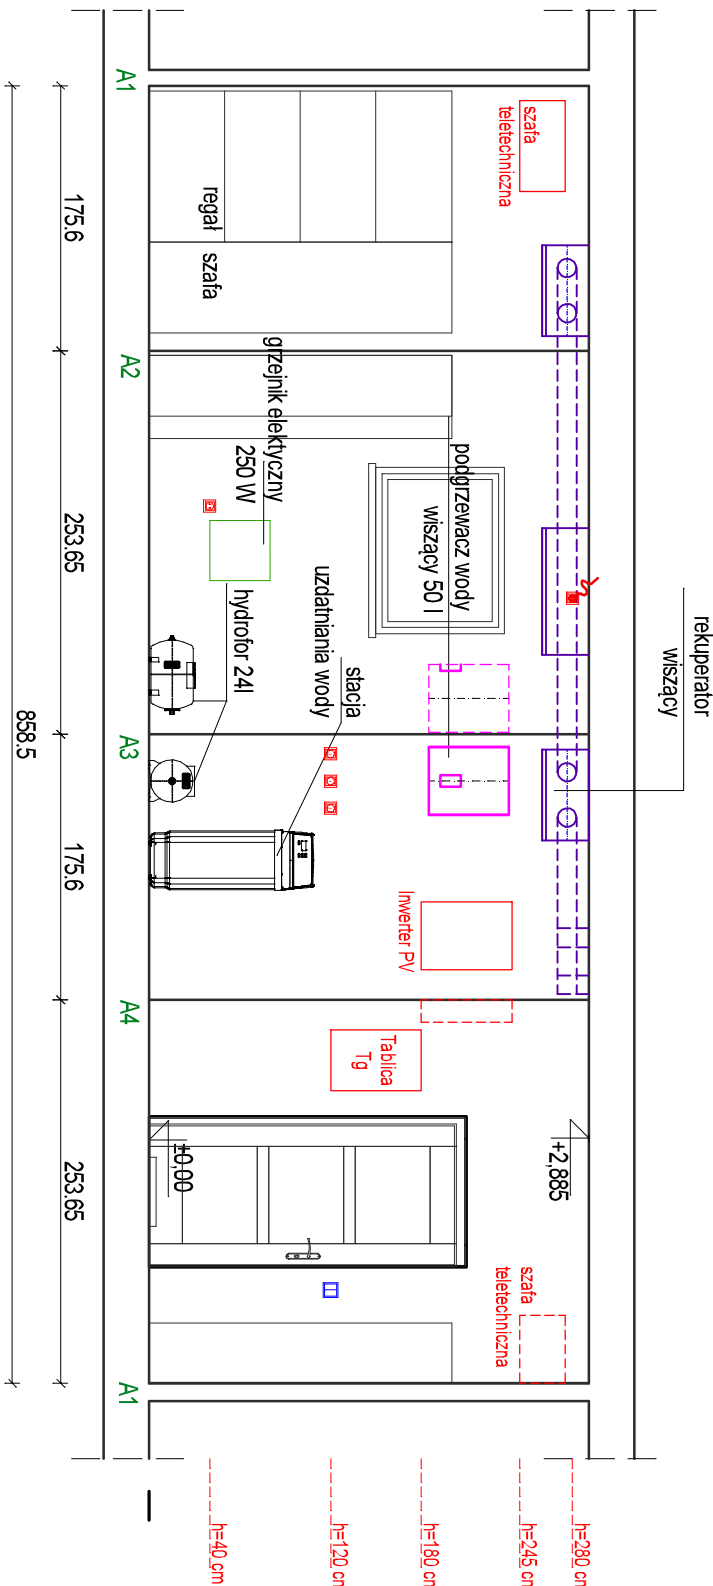 rekuperator
wiszący
szafa
teletechniczna
regał
szafa
grzejnik elektyczny
250 W
podgrzewacz wody
wiszący 50 l
hydrofor 24l
stacja
uzdatniania wody
Inwerter PV
Tablica
Tg
+2,885
±0,00
szafa
teletechniczna
A1
A2
A3
A4
A1
175.6
253.65
175.6
253.65
858.5
h=280 cm
h=245 cm
h=180 cm
h=120 cm
h=40 cm